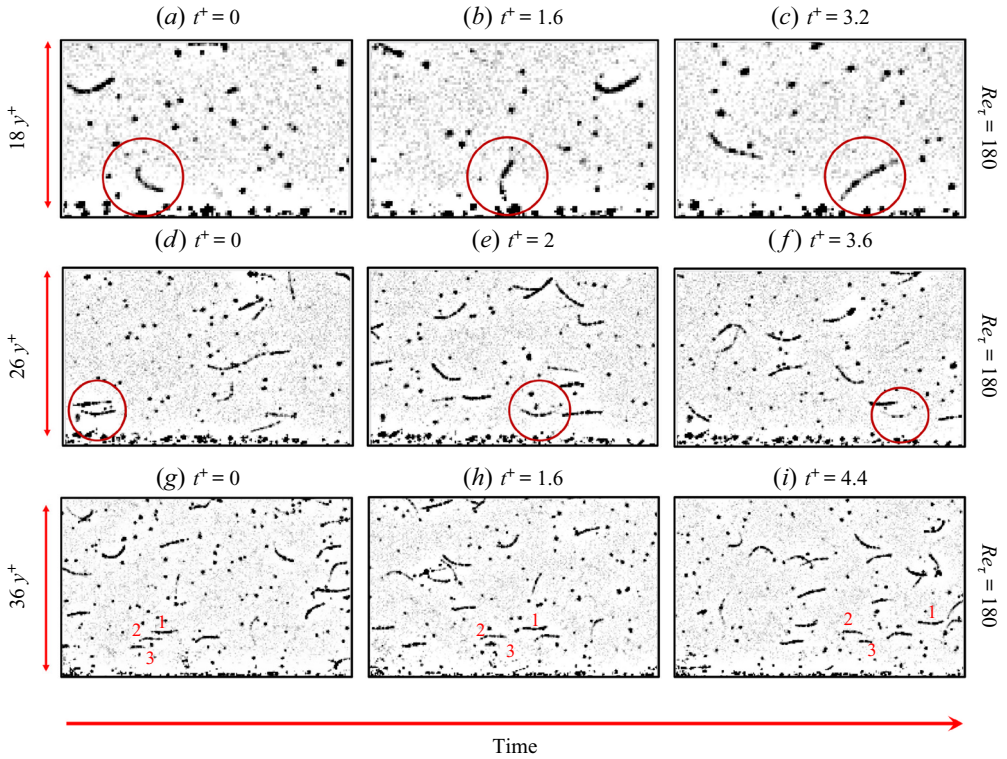 (a) t⁺ = 0
(b) t⁺ = 1.6
(c) t⁺ = 3.2
18 y⁺
Reτ = 180
(d) t⁺ = 0
(e) t⁺ = 2
(f) t⁺ = 3.6
26 y⁺
Reτ = 180
(g) t⁺ = 0
(h) t⁺ = 1.6
(i) t⁺ = 4.4
36 y⁺
1
2
3
1
2
3
1
2
3
Reτ = 180
Time